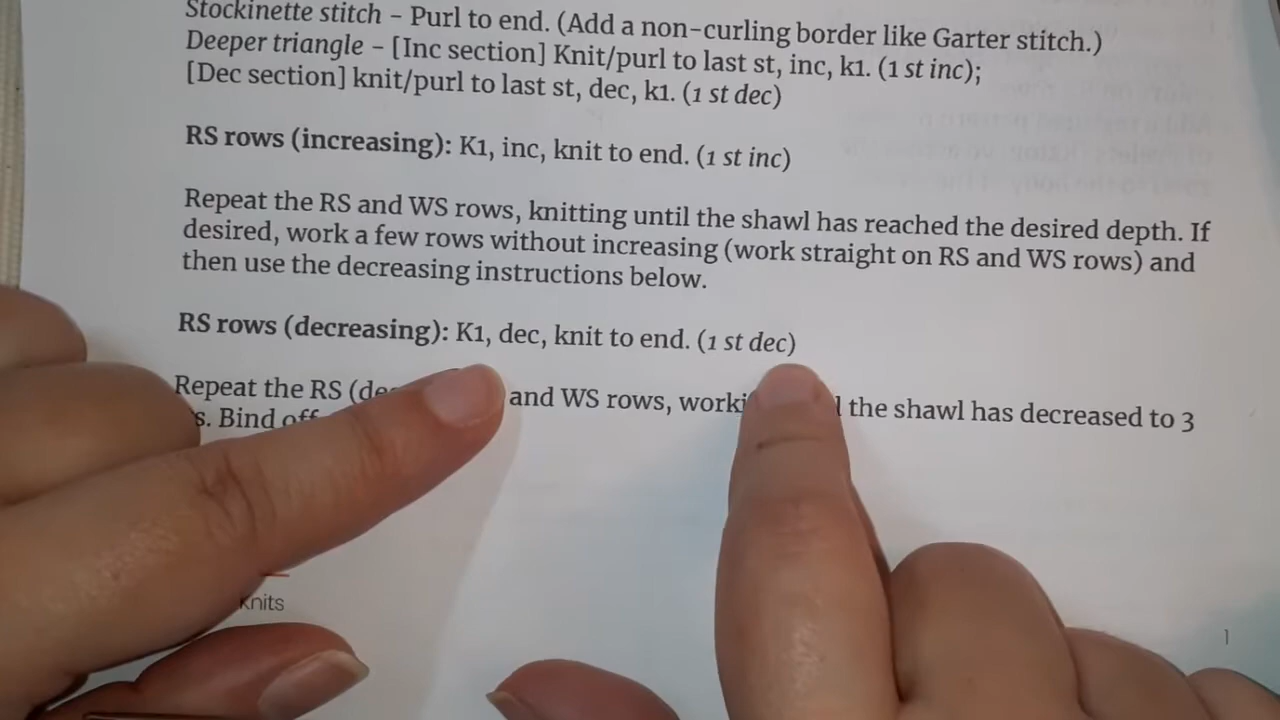 Stockinette stitch – Purl to end. (Add a non-curling border like Garter stitch.)
Deeper triangle – [Inc section] Knit/purl to last st, inc, k1. (1 st inc);
[Dec section] knit/purl to last st, dec, k1. (1 st dec)
RS rows (increasing): K1, inc, knit to end. (1 st inc)
Repeat the RS and WS rows, knitting until the shawl has reached the desired depth. If
desired, work a few rows without increasing (work straight on RS and WS rows) and
then use the decreasing instructions below.
RS rows (decreasing): K1, dec, knit to end. (1 st dec)
Repeat the RS and WS rows, the shawl has decreased to 3
Bind off
Knits
1